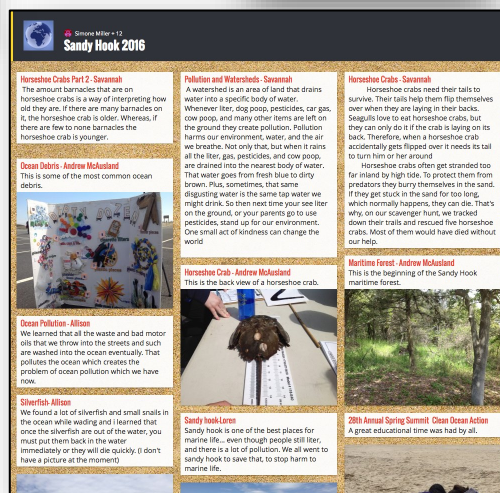 Simone Miller + 12
Sandy Hook 2016
Horseshoe Crabs Part 2 - Savannah
The amount barnacles that are on
horseshoe crabs is a way of interpreting how
old they are. If there are many barnacles on
it, the horseshoe crab is older. Whereas, if
there are few to none barnacles the
horseshoe crab is younger.
Ocean Debris - Andrew McAusland
This is some of the most common ocean
debris.
Ocean Pollution - Allison
We learned that all the waste and bad motor
oils that we throw into the streets and such
are washed into the ocean eventually. That
pollutes the ocean which creates the
problem of ocean pollution which we have
now.
Silverfish- Allison
We found a lot of silverfish and small snails in
the ocean while wading and i learned that
once the silverfish are out of the water, you
must put them back in the water
immediately or they will die quickly. (I don't
have a picture at the moment)
Pollution and Watersheds - Savannah
A watershed is an area of land that drains
water into a specific body of water.
Whenever liter, dog poop, pesticides, car gas,
cow poop, and many other items are left on
the ground they create pollution. Pollution
harms our environment, water, and the air
we breathe. Not only that, but when it rains
all the liter, gas, pesticides, and cow poop,
are drained into the nearest body of water.
That water goes from fresh blue to dirty
brown. Plus, sometimes, that same
disgusting water is the same tap water we
might drink. So then next time your see liter
on the ground, or your parents go to use
pesticides, stand up for our environment.
One small act of kindness can change the
world
Horseshoe Crab - Andrew McAusland
This is the back view of a horseshoe crab.
Sandy hook-Loren
Sandy hook is one of the best places for
marine life... even though people still liter,
and there is a lot of pollution. We all went to
sandy hook to save that, to stop harm to
marine life.
Horseshoe Crabs - Savannah
Horseshoe crabs need their tails to
survive. Their tails help them flip themselves
over when they are laying in their backs.
Seagulls love to eat horseshoe crabs, but
they can only do it if the crab is laying on its
back. Therefore, when a horseshoe crab
accidentally gets flipped over it needs its tail
to turn him or her around
Horseshoe crabs often get stranded too
far inland by high tide. To protect them from
predators they burry themselves in the sand.
If they get stuck in the sand for too long,
which normally happens, they can die. That's
why, on our scavenger hunt, we tracked
down their trails and rescued five horseshoe
crabs. Most of them would have died without
our help.
Maritime Forest - Andrew McAusland
This is the beginning of the Sandy Hook
maritime forest.
28th Annual Spring Summit Clean Ocean Action
A great educational time was had by all.